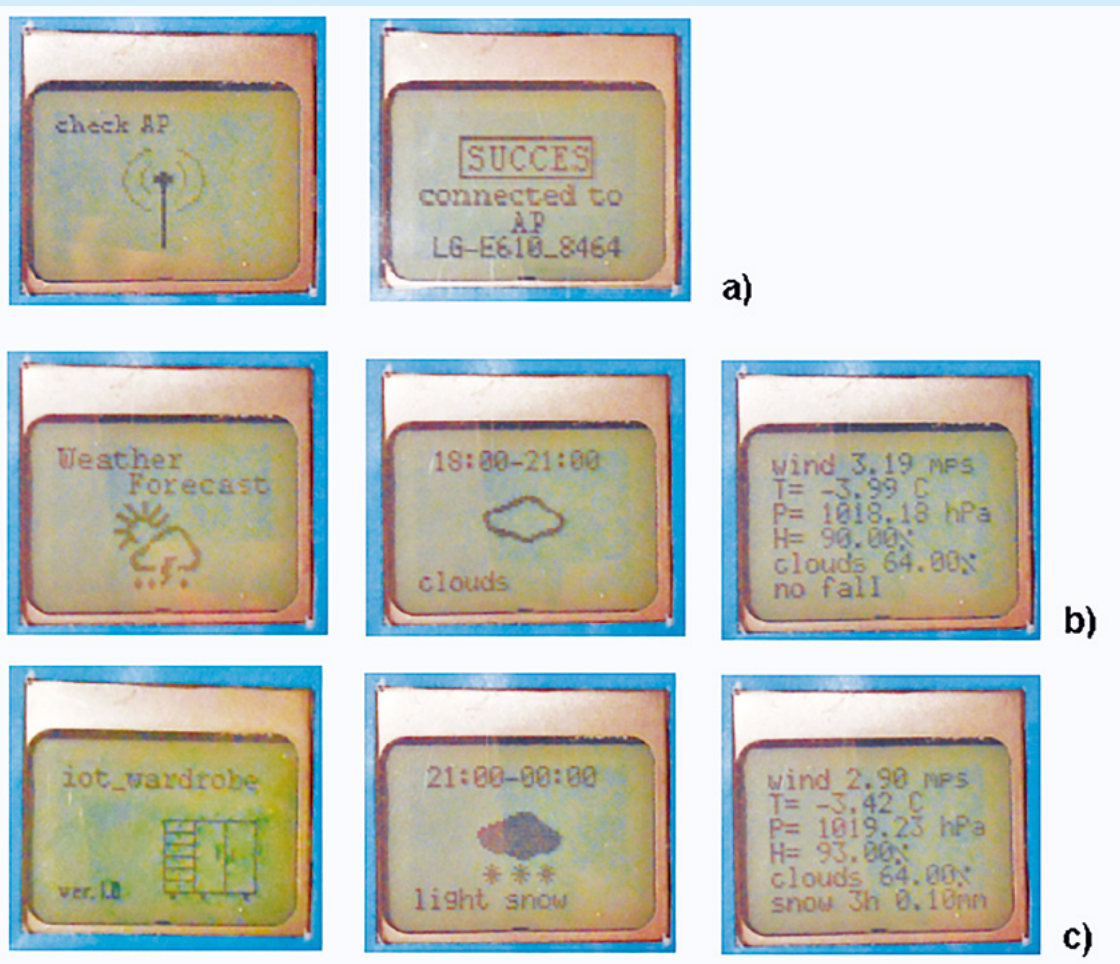 check AP
SUCCES
connected to
AP
LG-E610_8464
a)
Weather
Forecast
18:00-21:00
clouds
wind 3.19 mps
T= -3.99 C
P= 1018.18 hPa
H= 90.00%
clouds 64.00%
no fall
b)
iot_wardrobe
ver.1.0
21:00-00:00
light snow
wind 2.90 mps
T= -3.42 C
P= 1019.23 hPa
H= 93.00%
clouds 64.00%
snow 3h 0.10mm
c)